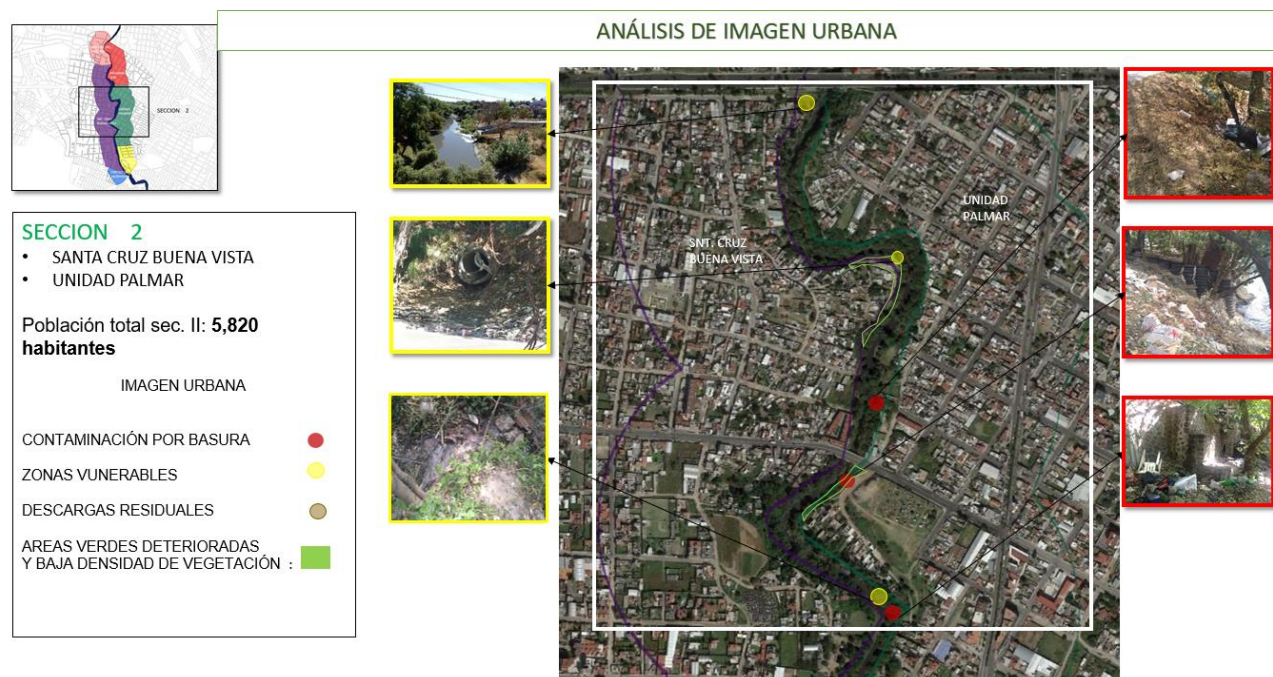 ANÁLISIS DE IMAGEN URBANA
SECCION 2
SECCION 2
• SANTA CRUZ BUENA VISTA
• UNIDAD PALMAR
Población total sec. II: 5,820
habitantes
IMAGEN URBANA
CONTAMINACIÓN POR BASURA
ZONAS VUNERABLES
DESCARGAS RESIDUALES
AREAS VERDES DETERIORADAS
Y BAJA DENSIDAD DE VEGETACIÓN :
UNIDAD
PALMAR
SNT. CRUZ
BUENA VISTA